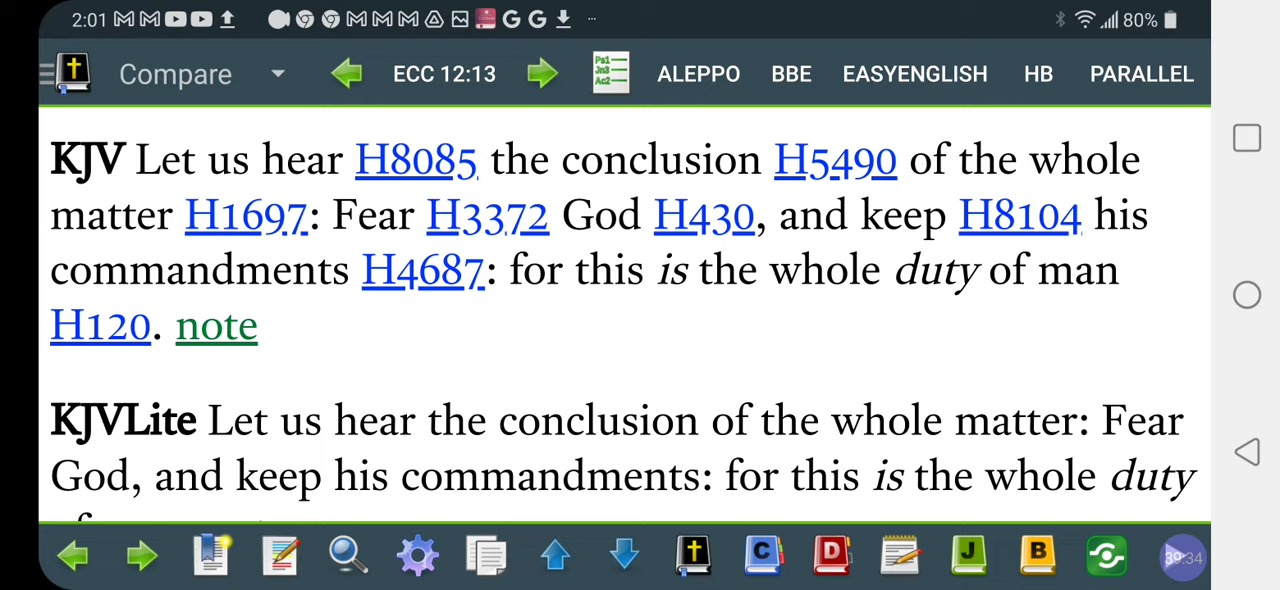 2:01 80%
Compare ECC 12:13 ALEPPO BBE EASYENGLISH HB PARALLEL
KJV Let us hear H8085 the conclusion H5490 of the whole
matter H1697: Fear H3372 God H430, and keep H8104 his
commandments H4687: for this is the whole duty of man
H120. note
KJVLite Let us hear the conclusion of the whole matter: Fear
God, and keep his commandments: for this is the whole duty
C D J B 39:34